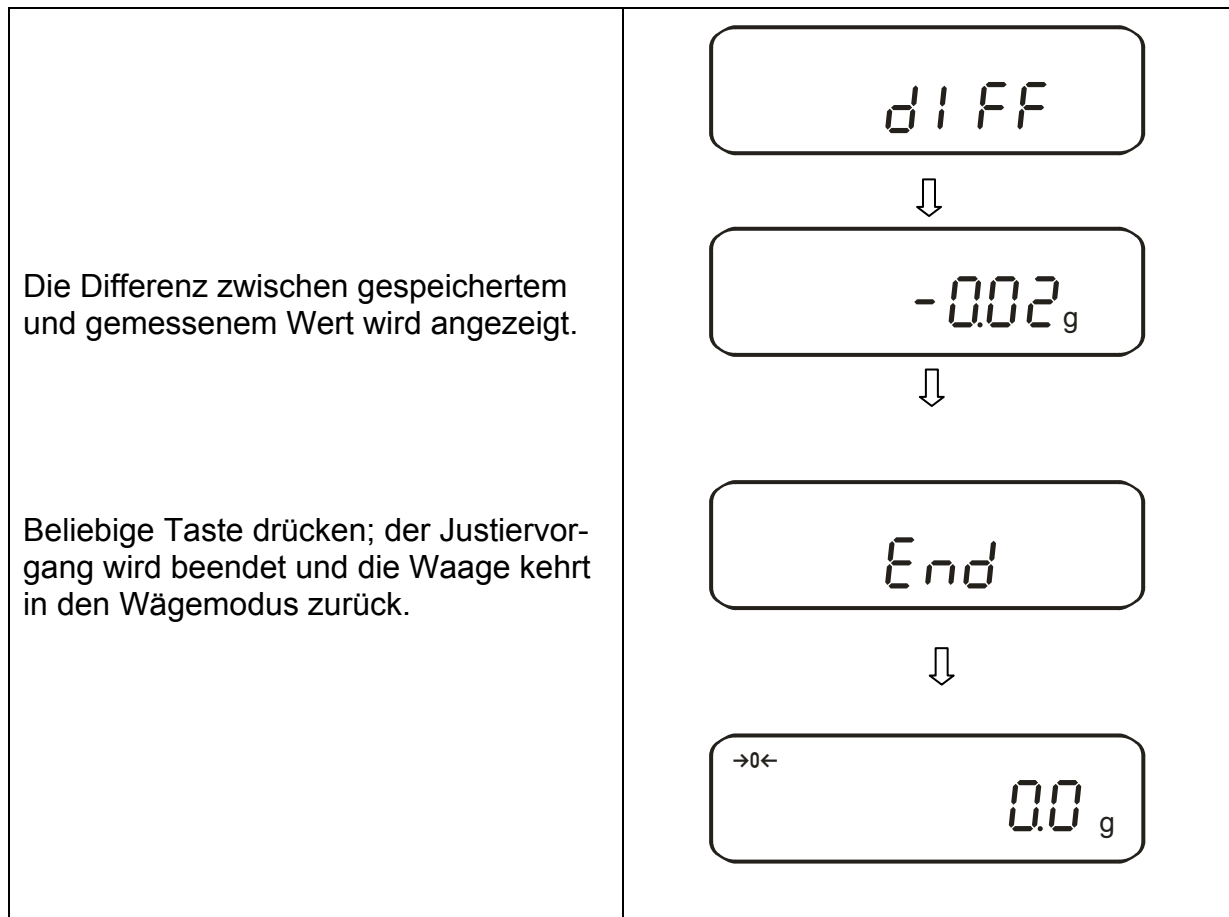 dIFF
Die Differenz zwischen gespeichertem
und gemessenem Wert wird angezeigt.
-0.02 g
Beliebige Taste drücken; der Justiervor-
gang wird beendet und die Waage kehrt
in den Wägemodus zurück.
End
→0←
0.0 g